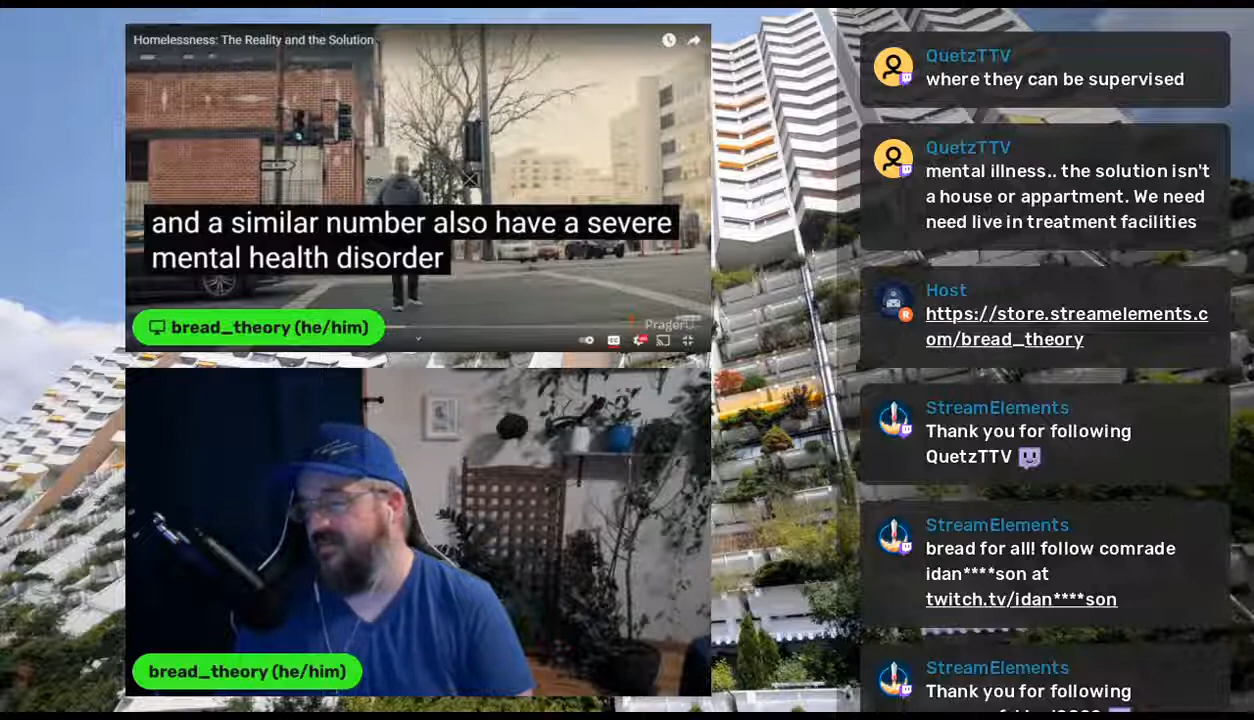 Homelessness: The Reality and the Solution
and a similar number also have a severe
mental health disorder
bread_theory (he/him)
PragerU
bread_theory (he/him)
QuetzTTV
where they can be supervised
QuetzTTV
mental illness.. the solution isn't
a house or appartment. We need
need live in treatment facilities
Host
https://store.streamelements.c
om/bread_theory
StreamElements
Thank you for following
QuetzTTV
StreamElements
bread for all! follow comrade
idan****son at
twitch.tv/idan****son
StreamElements
Thank you for following